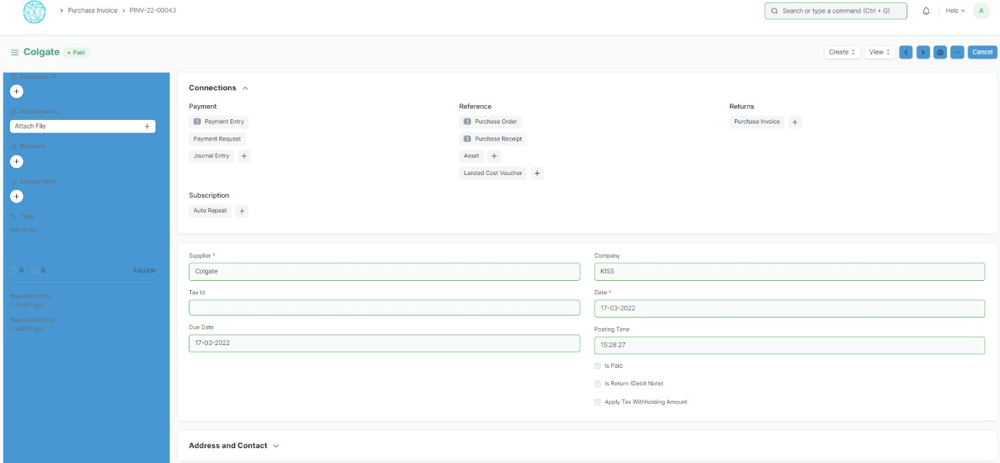 Purchase Invoice > PINV-22-00043
Search or type a command (Ctrl + G)
Help
A
Colgate
• Paid
Create
View
Cancel
Assigned To
Attachments
Attach File
Reviews
Shared With
Tags
Add a tag ...
0 · 0
FOLLOW
You edited this
1 month ago
You created this
1 month ago
Connections
Payment
1 Payment Entry
Payment Request
Journal Entry
Reference
1 Purchase Order
1 Purchase Receipt
Asset
Landed Cost Voucher
Returns
Purchase Invoice
Subscription
Auto Repeat
Supplier *
Colgate
Tax Id
Due Date
17-03-2022
Company
KISS
Date *
17-03-2022
Posting Time
15:28:27
Is Paid
Is Return (Debit Note)
Apply Tax Withholding Amount
Address and Contact